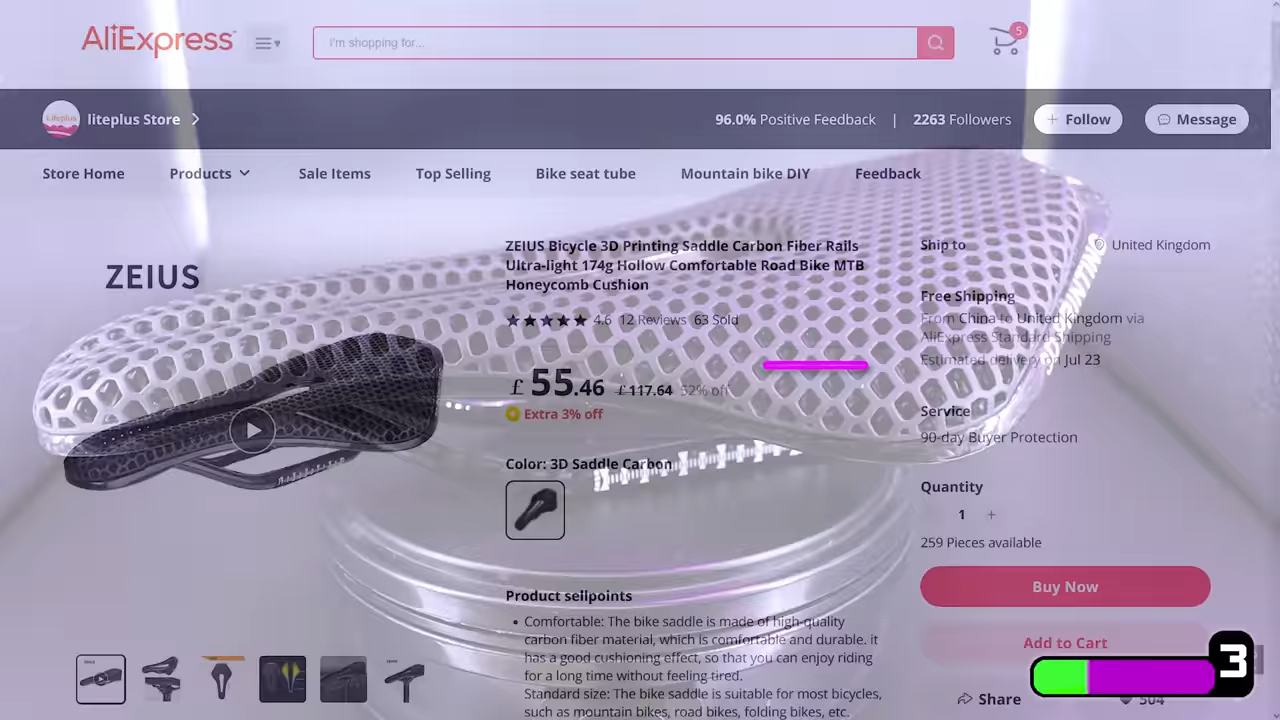 AliExpress
I'm shopping for...
5
Liteplus
liteplus Store
96.0% Positive Feedback | 2263 Followers
+ Follow
Message
Store Home
Products
Sale Items
Top Selling
Bike seat tube
Mountain bike DIY
Feedback
ZEIUS
ZEIUS Bicycle 3D Printing Saddle Carbon Fiber Rails
Ultra-light 174g Hollow Comfortable Road Bike MTB
Honeycomb Cushion
4.6 12 Reviews 63 Sold
£ 55.46 £ 117.64 52% off
Extra 3% off
Color: 3D Saddle Carbon
Product sellpoints
• Comfortable: The bike saddle is made of high-quality
carbon fiber material, which is comfortable and durable. it
has a good cushioning effect, so that you can enjoy riding
for a long time without feeling tired.
Standard size: The bike saddle is suitable for most bicycles,
such as mountain bikes, road bikes, folding bikes, etc.
Ship to
United Kingdom
Free Shipping
From China to United Kingdom via
AliExpress Standard Shipping
Estimated delivery on Jul 23
Service
90-day Buyer Protection
Quantity
1 +
259 Pieces available
Buy Now
Add to Cart
Share
504
3